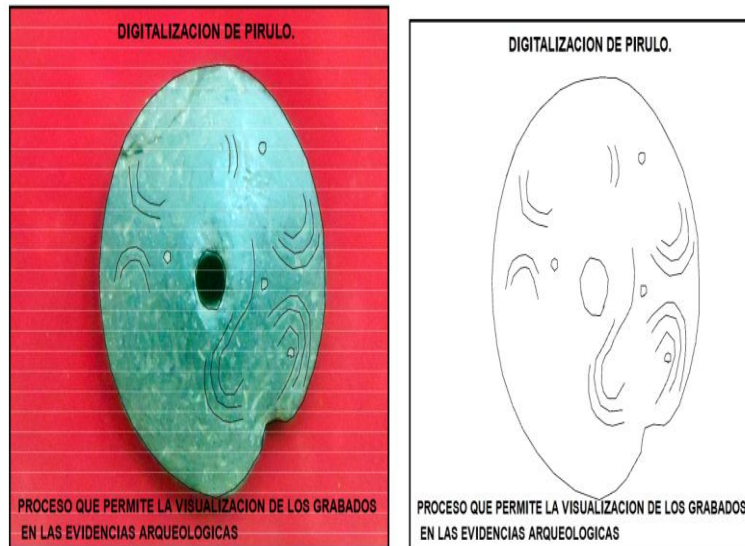 DIGITALIZACION DE PIRULO.
PROCESO QUE PERMITE LA VISUALIZACION DE LOS GRABADOS
EN LAS EVIDENCIAS ARQUEOLOGICAS
DIGITALIZACION DE PIRULO.
PROCESO QUE PERMITE LA VISUALIZACION DE LOS GRABADOS
EN LAS EVIDENCIAS ARQUEOLOGICAS